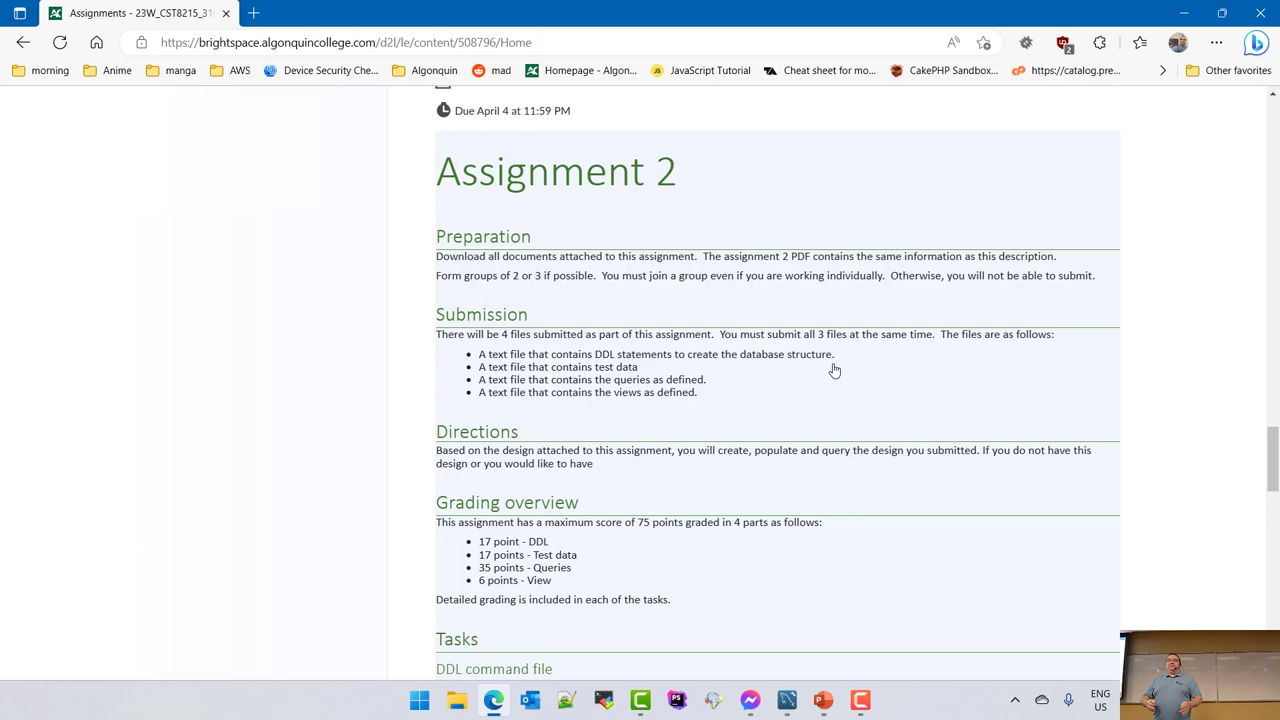 Assignments - 23W_CST8215_31
https://brightspace.algonquincollege.com/d2l/le/content/508796/Home
morning
Anime
manga
AWS
Device Security Che...
Algonquin
mad
Homepage - Algon...
JavaScript Tutorial
Cheat sheet for mo...
CakePHP Sandbox...
https://catalog.pre...
Other favorites
Due April 4 at 11:59 PM
Assignment 2
Preparation
Download all documents attached to this assignment. The assignment 2 PDF contains the same information as this description.
Form groups of 2 or 3 if possible. You must join a group even if you are working individually. Otherwise, you will not be able to submit.
Submission
There will be 4 files submitted as part of this assignment. You must submit all 3 files at the same time. The files are as follows:
• A text file that contains DDL statements to create the database structure.
• A text file that contains test data
• A text file that contains the queries as defined.
• A text file that contains the views as defined.
Directions
Based on the design attached to this assignment, you will create, populate and query the design you submitted. If you do not have this
design or you would like to have
Grading overview
This assignment has a maximum score of 75 points graded in 4 parts as follows:
• 17 point - DDL
• 17 points - Test data
• 35 points - Queries
• 6 points - View
Detailed grading is included in each of the tasks.
Tasks
DDL command file
ENG
US